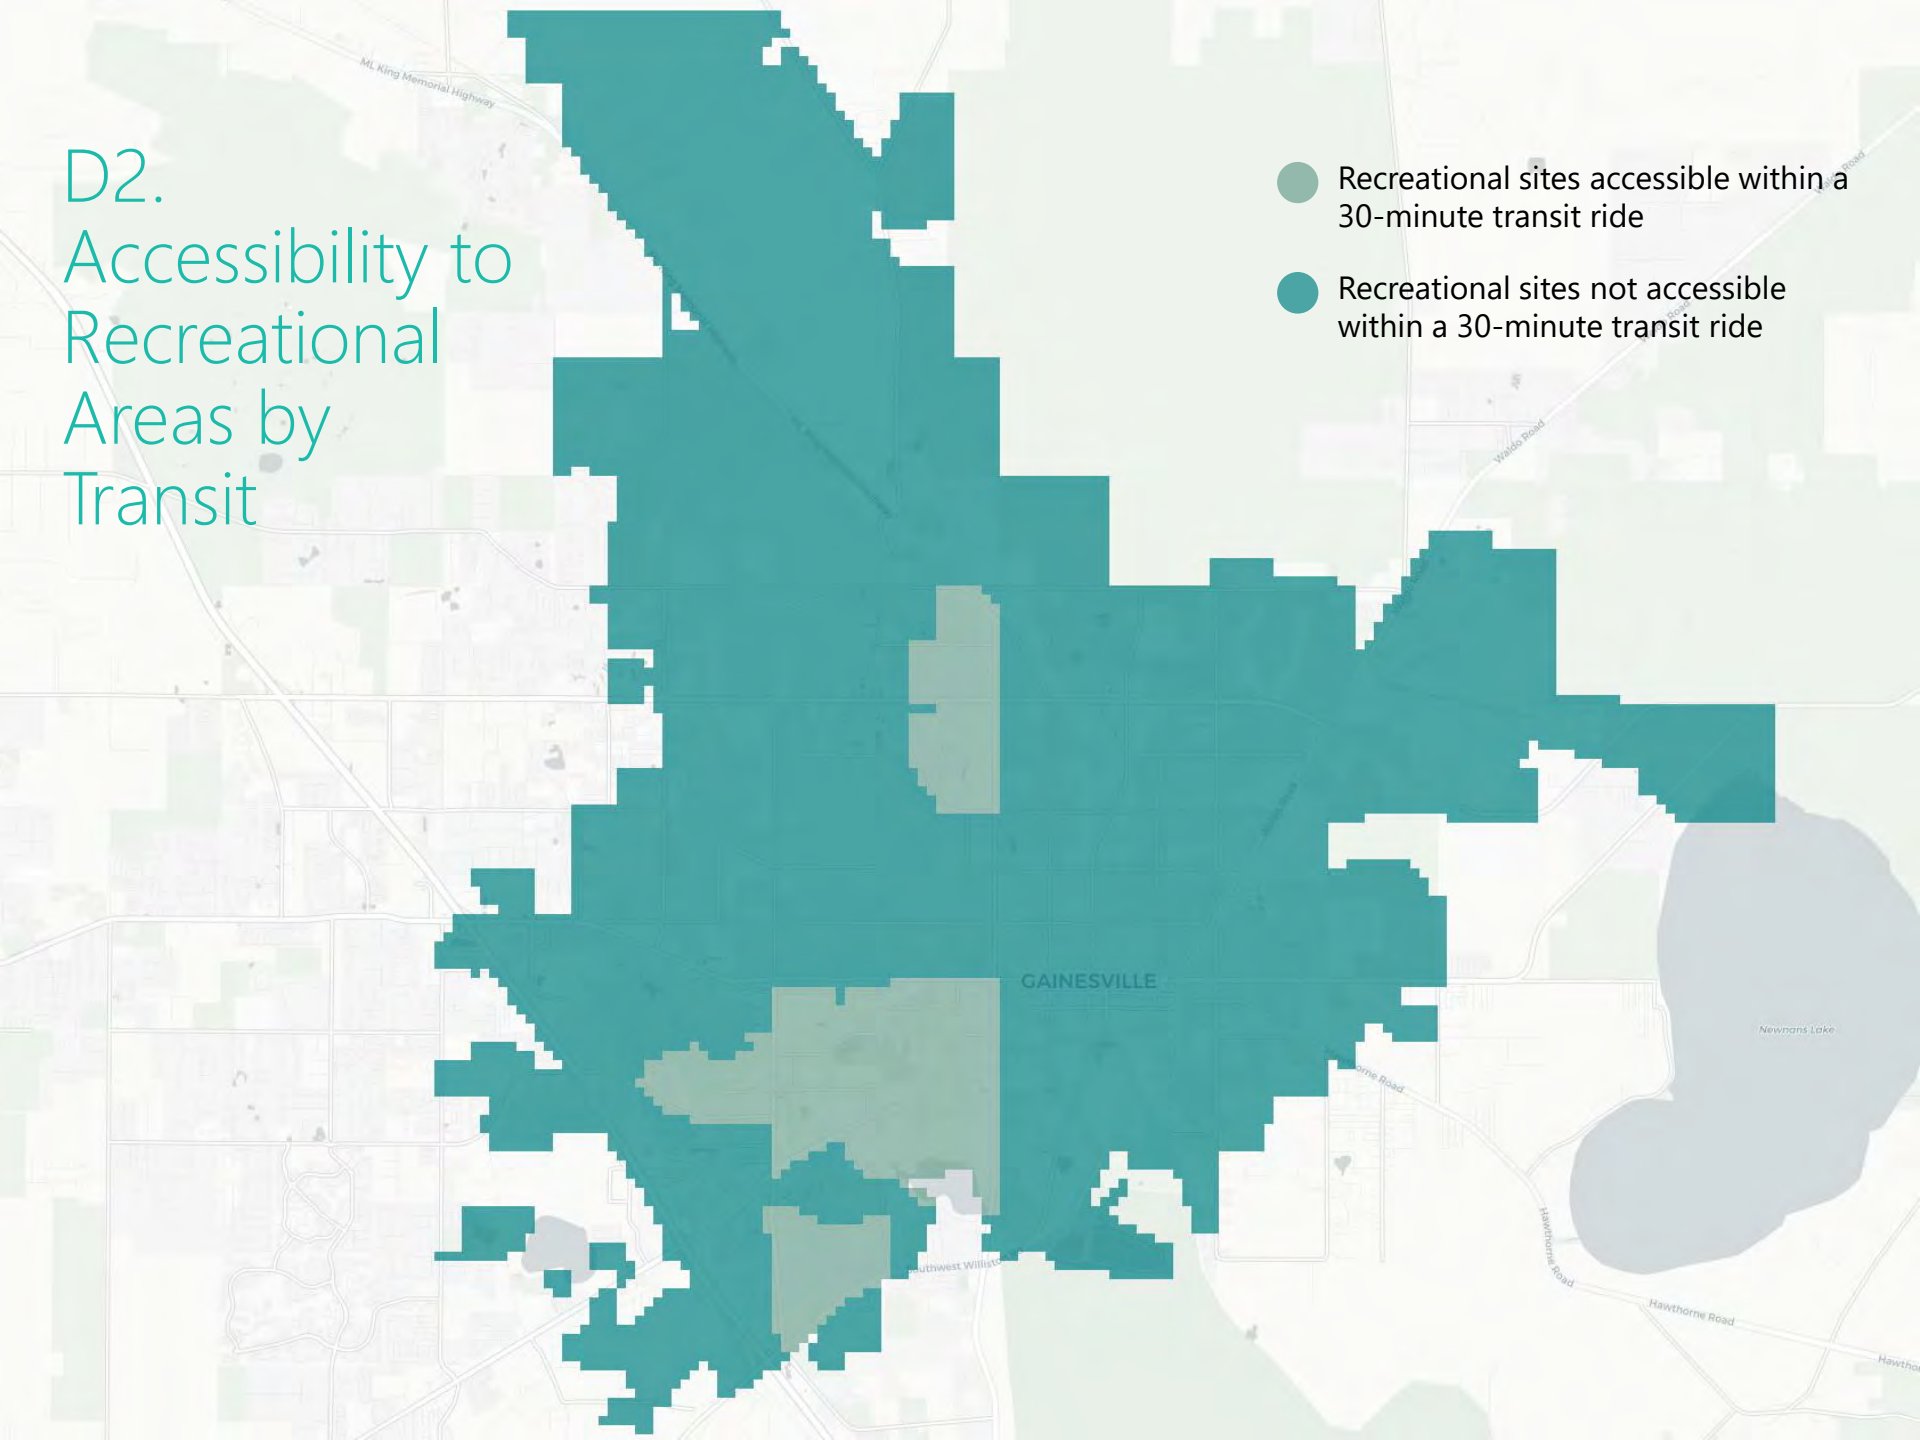 ML King Memorial Highway
D2.
Accessibility to
Recreational
Areas by
Transit
Recreational sites accessible within a
30-minute transit ride
Recreational sites not accessible
within a 30-minute transit ride
Waldo Road
GAINESVILLE
Newnans Lake
Hawthorne Road
Hawthorne Road